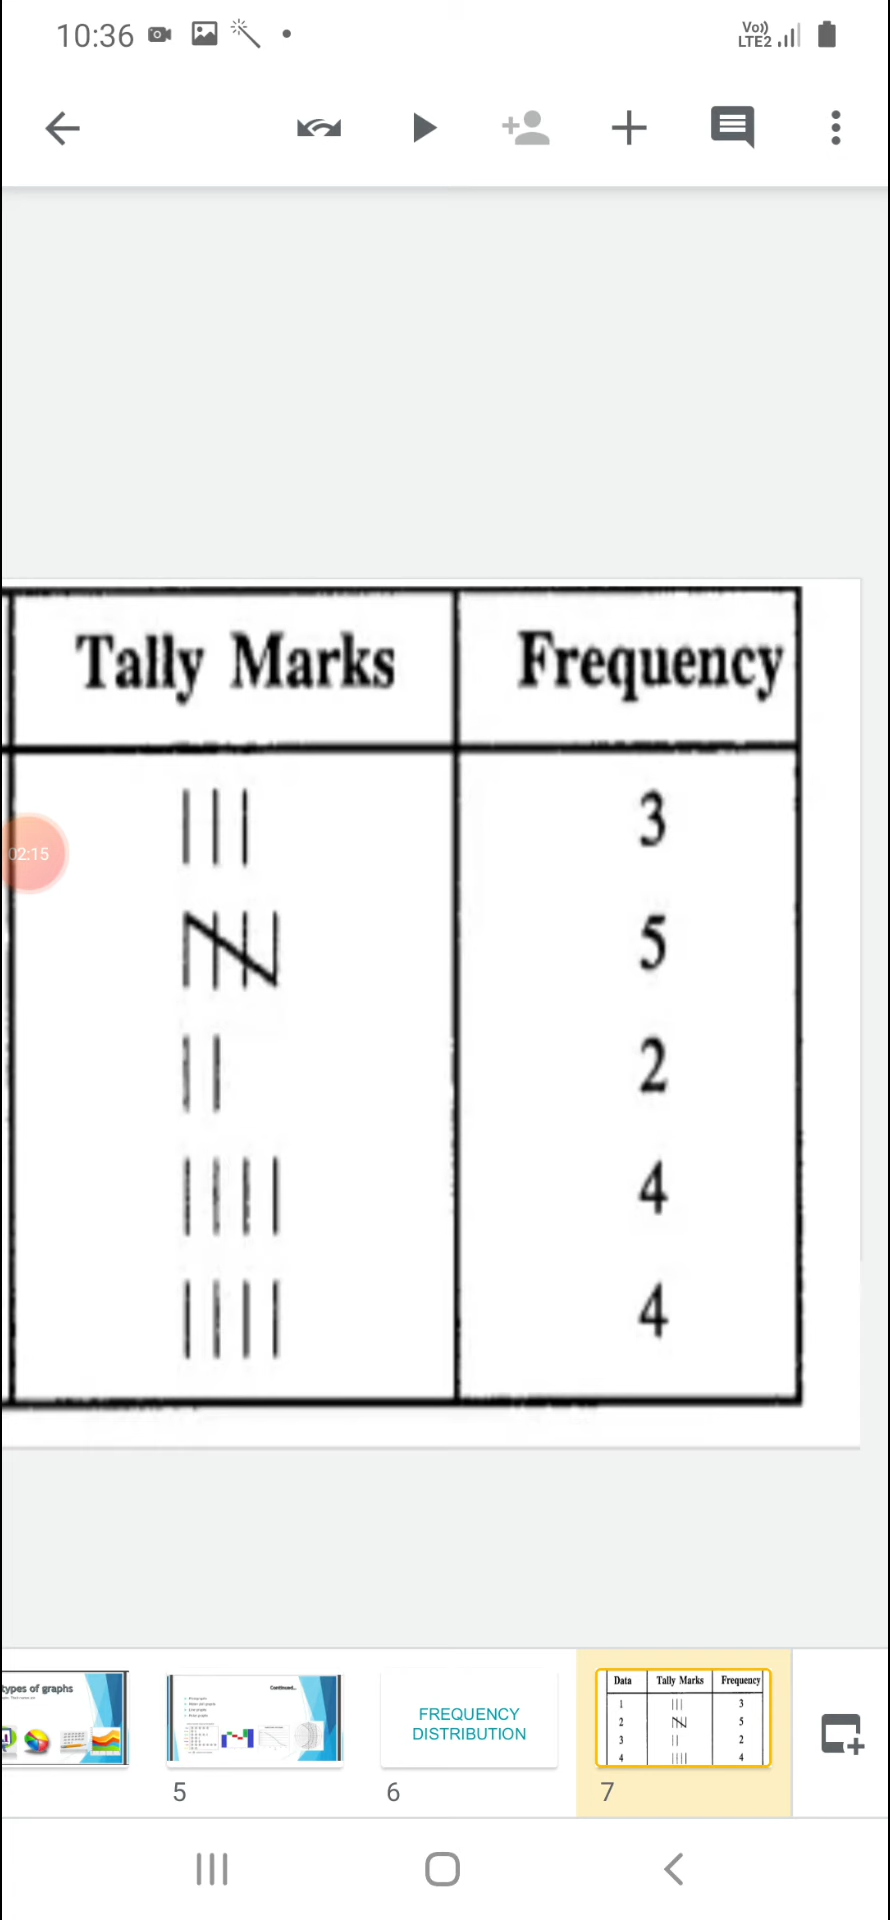 10:36
Vo))
LTE2
Tally Marks Frequency
3
02:15
5
2
4
4
types of graphs
Continued..
FREQUENCY
DISTRIBUTION
Data Tally Marks Frequency
1 ||| 3
2 5
3 || 2
4 |||| 4
5 6 7